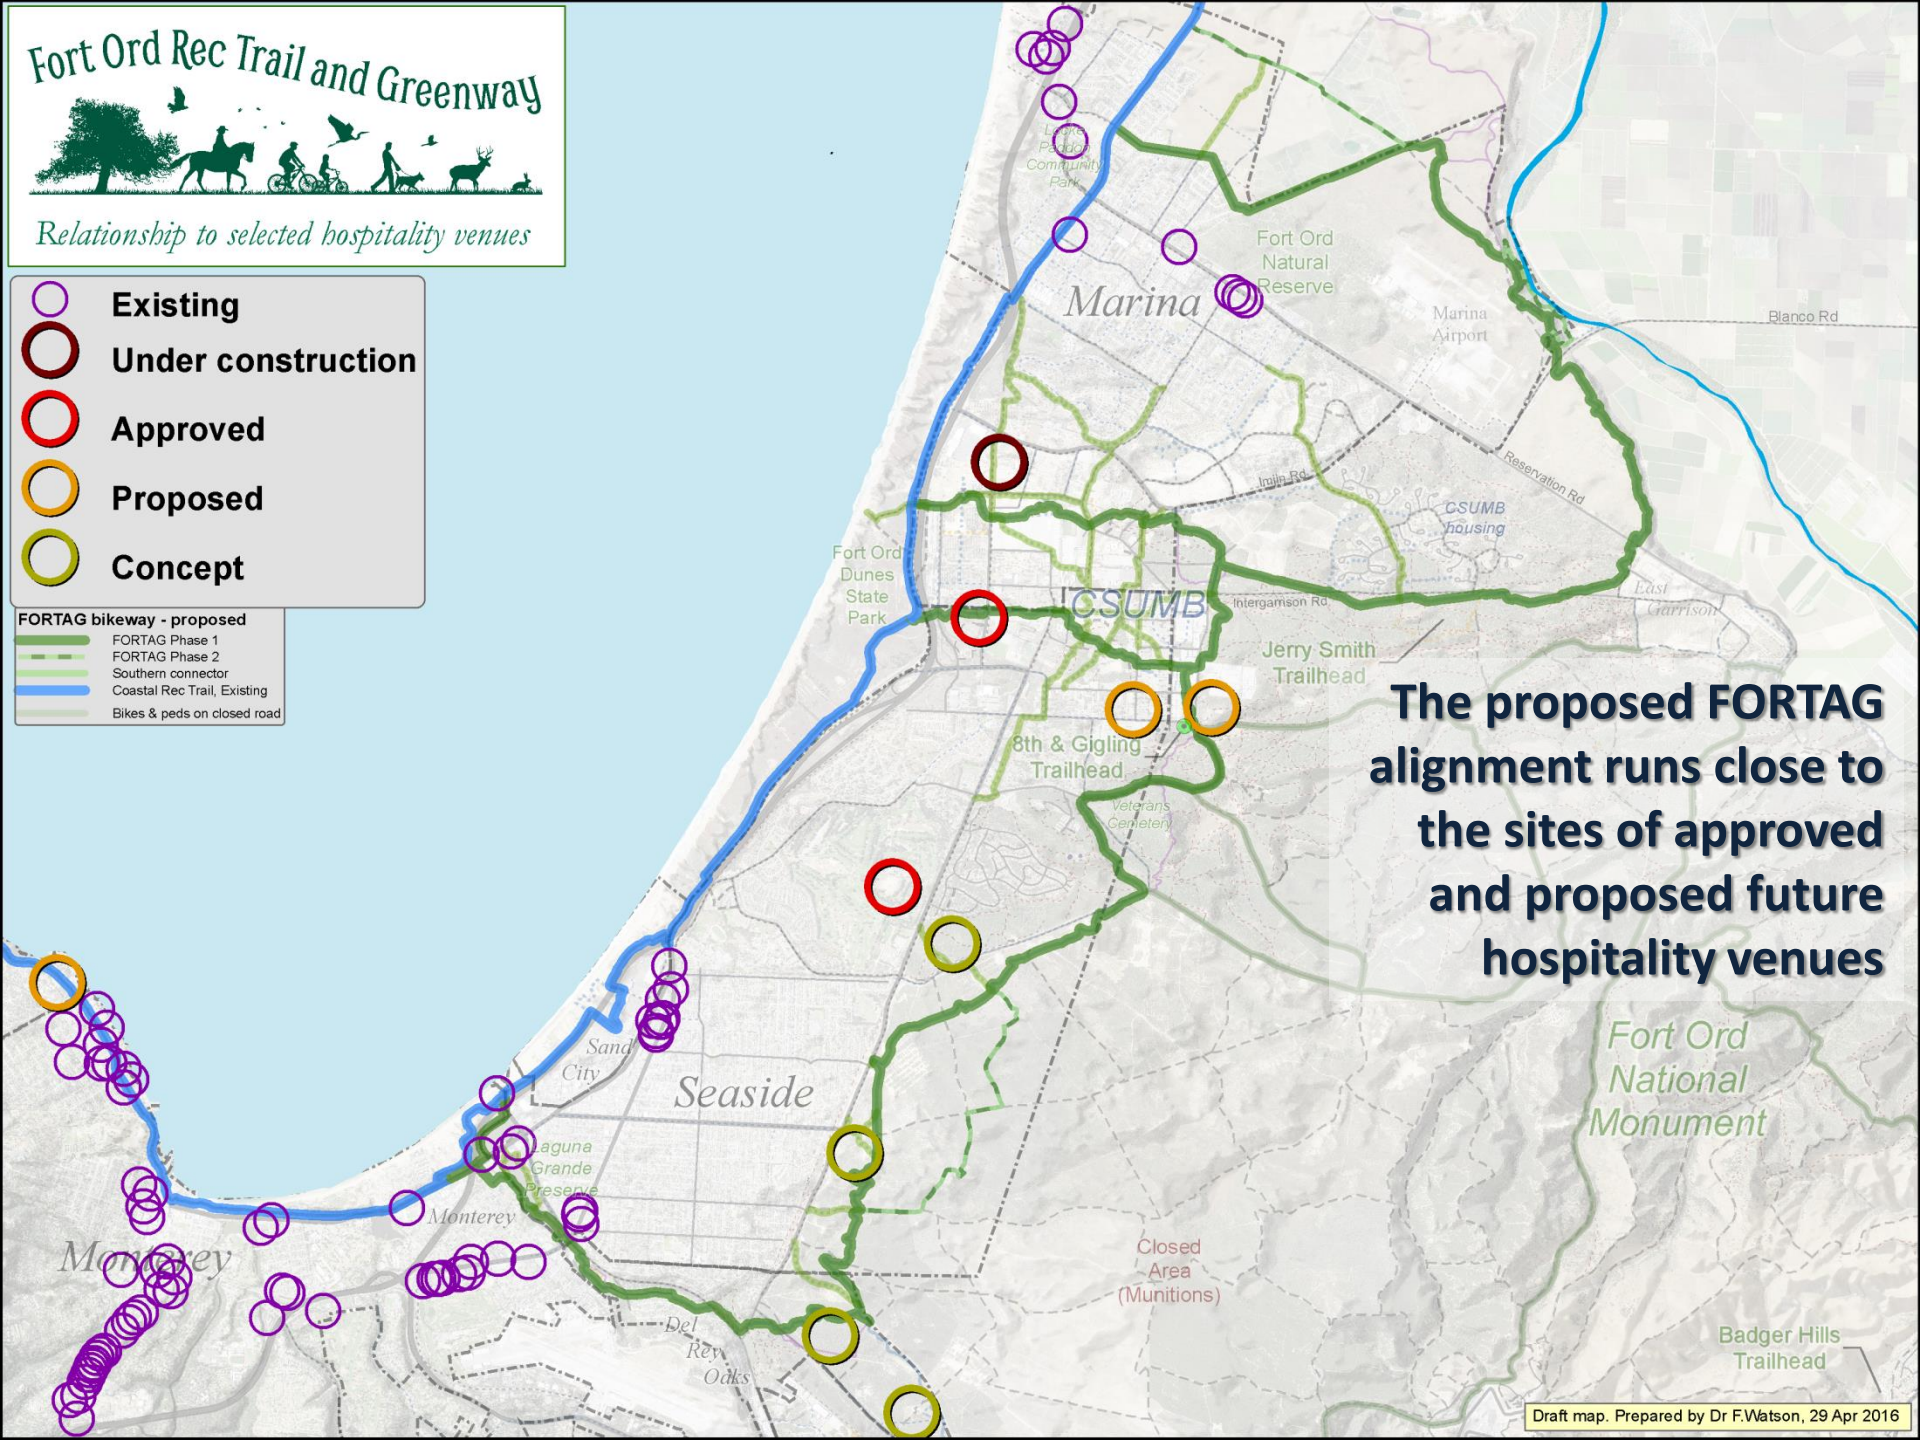 Fort Ord Rec Trail and Greenway
Relationship to selected hospitality venues
Existing
Under construction
Approved
Proposed
Concept
FORTAG bikeway - proposed
FORTAG Phase 1
FORTAG Phase 2
Southern connector
Coastal Rec Trail, Existing
Bikes & peds on closed road
Locke
Paddon
Community
Park
Fort Ord
Natural
Reserve
Marina
Marina
Airport
Blanco Rd
Reservation Rd
Imjin Rd
CSUMB
housing
Fort Ord
Dunes
State
Park
CSUMB
Intergarrison Rd
East
Garrison
Jerry Smith
Trailhead
8th & Gigling
Trailhead
Veterans
Cemetery
The proposed FORTAG
alignment runs close to
the sites of approved
and proposed future
hospitality venues
Fort Ord
National
Monument
Sand
City
Seaside
Laguna
Grande
Preserve
Monterey
Monterey
Closed
Area
(Munitions)
Del
Rey
Oaks
Badger Hills
Trailhead
Draft map. Prepared by Dr F.Watson, 29 Apr 2016